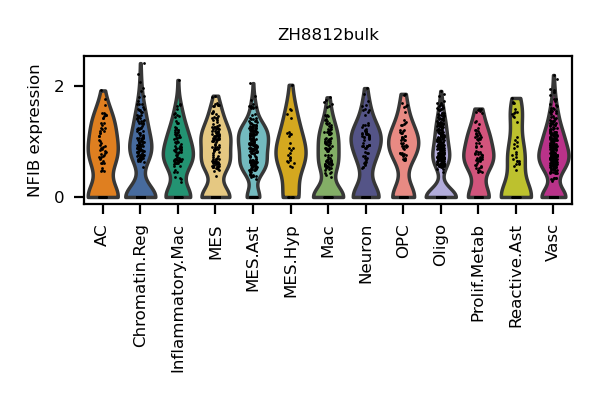 ZH8812bulk
NFIB expression
2
0
AC
Chromatin.Reg
Inflammatory.Mac
MES
MES.Ast
MES.Hyp
Mac
Neuron
OPC
Oligo
Prolif.Metab
Reactive.Ast
Vasc